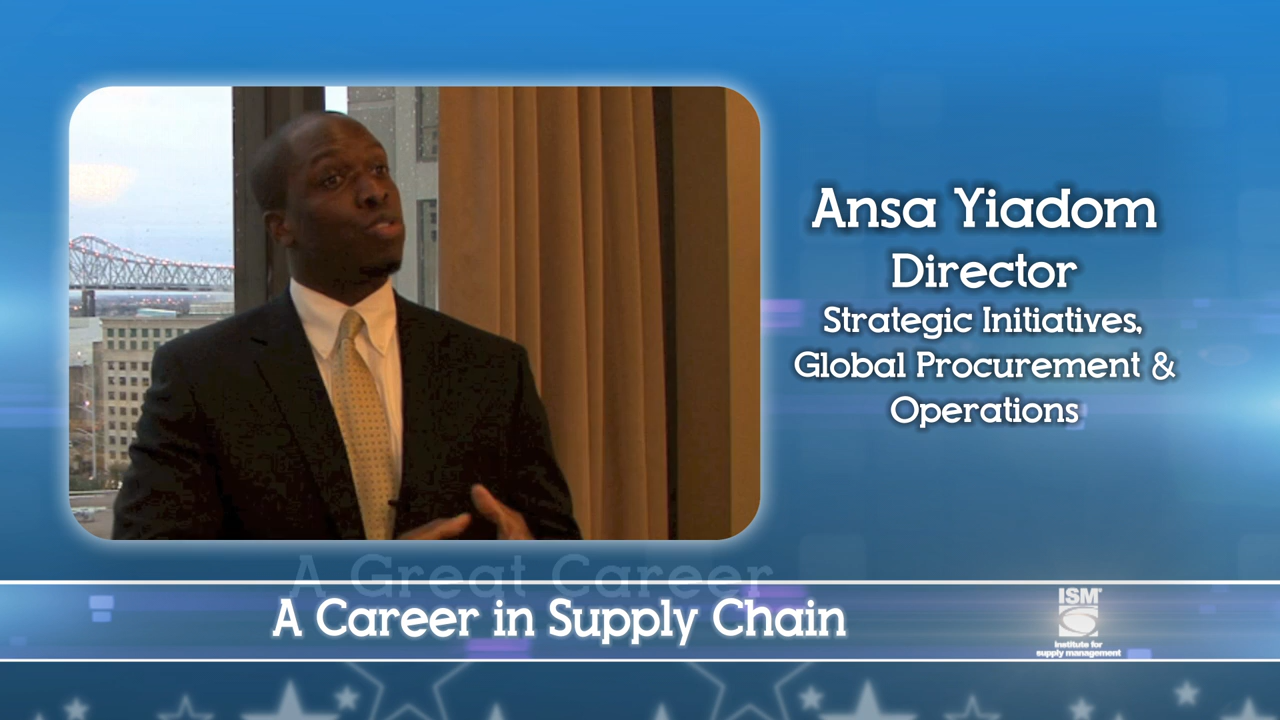 Ansa Yiadom
Director
Strategic Initiatives,
Global Procurement &
Operations
A Great Career
A Career in Supply Chain
ISM®
institute for
supply management